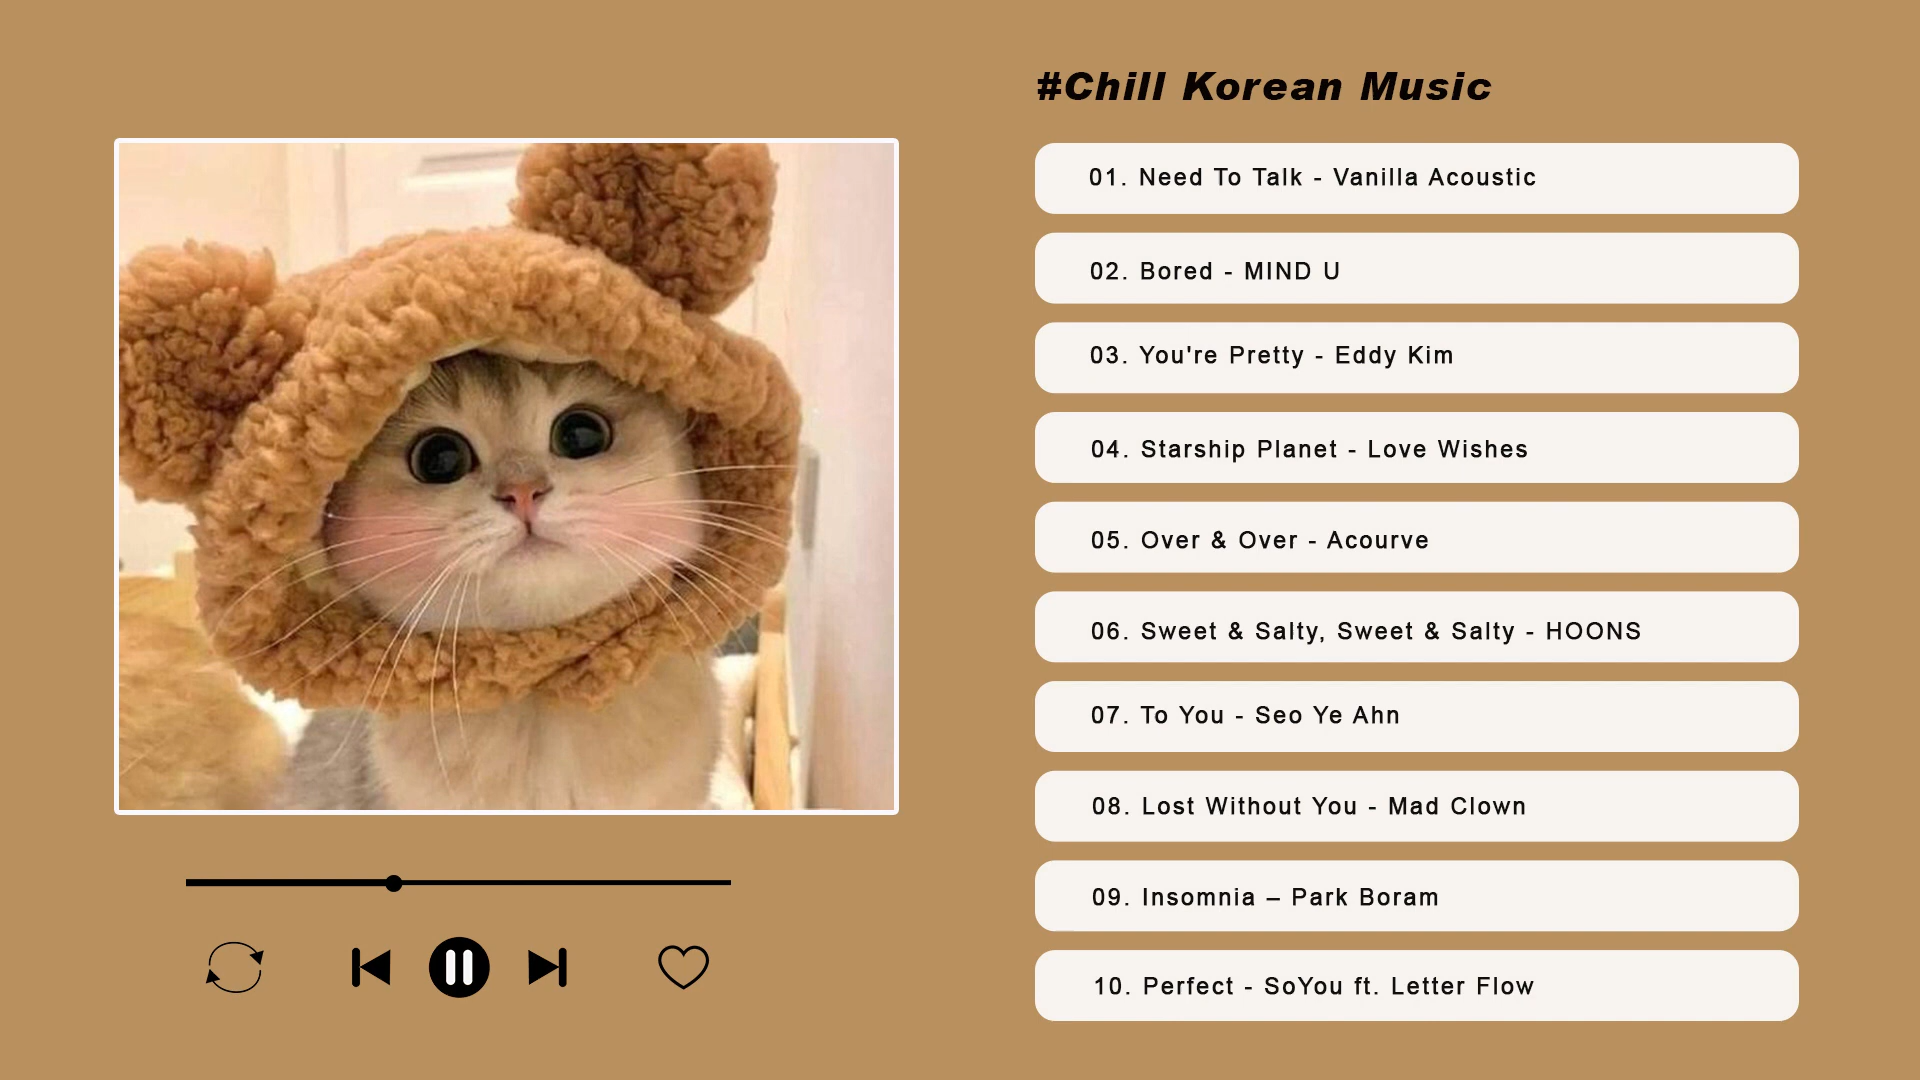 #Chill Korean Music
01. Need To Talk - Vanilla Acoustic
02. Bored - MIND U
03. You're Pretty - Eddy Kim
04. Starship Planet - Love Wishes
05. Over & Over - Acourve
06. Sweet & Salty, Sweet & Salty - HOONS
07. To You - Seo Ye Ahn
08. Lost Without You - Mad Clown
09. Insomnia – Park Boram
10. Perfect - SoYou ft. Letter Flow